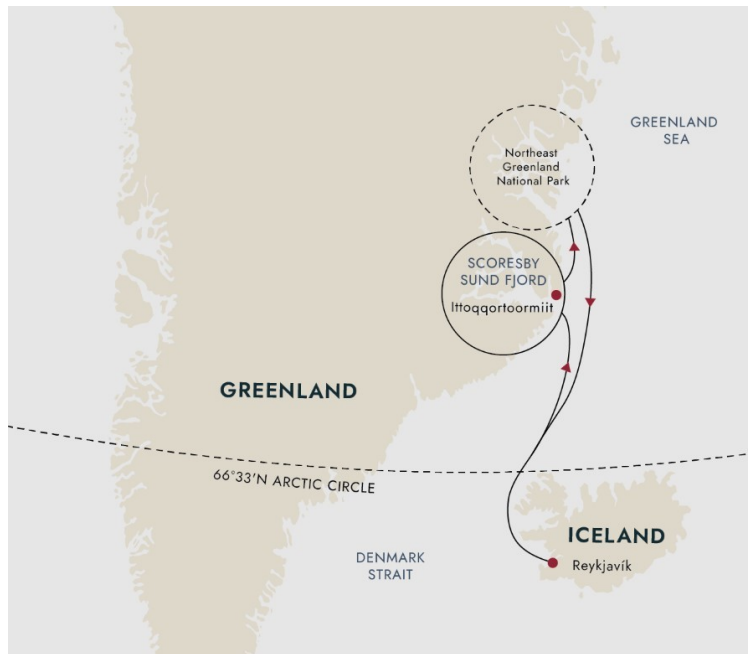 GREENLAND
SEA
Northeast
Greenland
National Park
SCORESBY
SUND FJORD
Ittoqqortoormiit
GREENLAND
66°33'N ARCTIC CIRCLE
ICELAND
DENMARK
STRAIT
Reykjavík